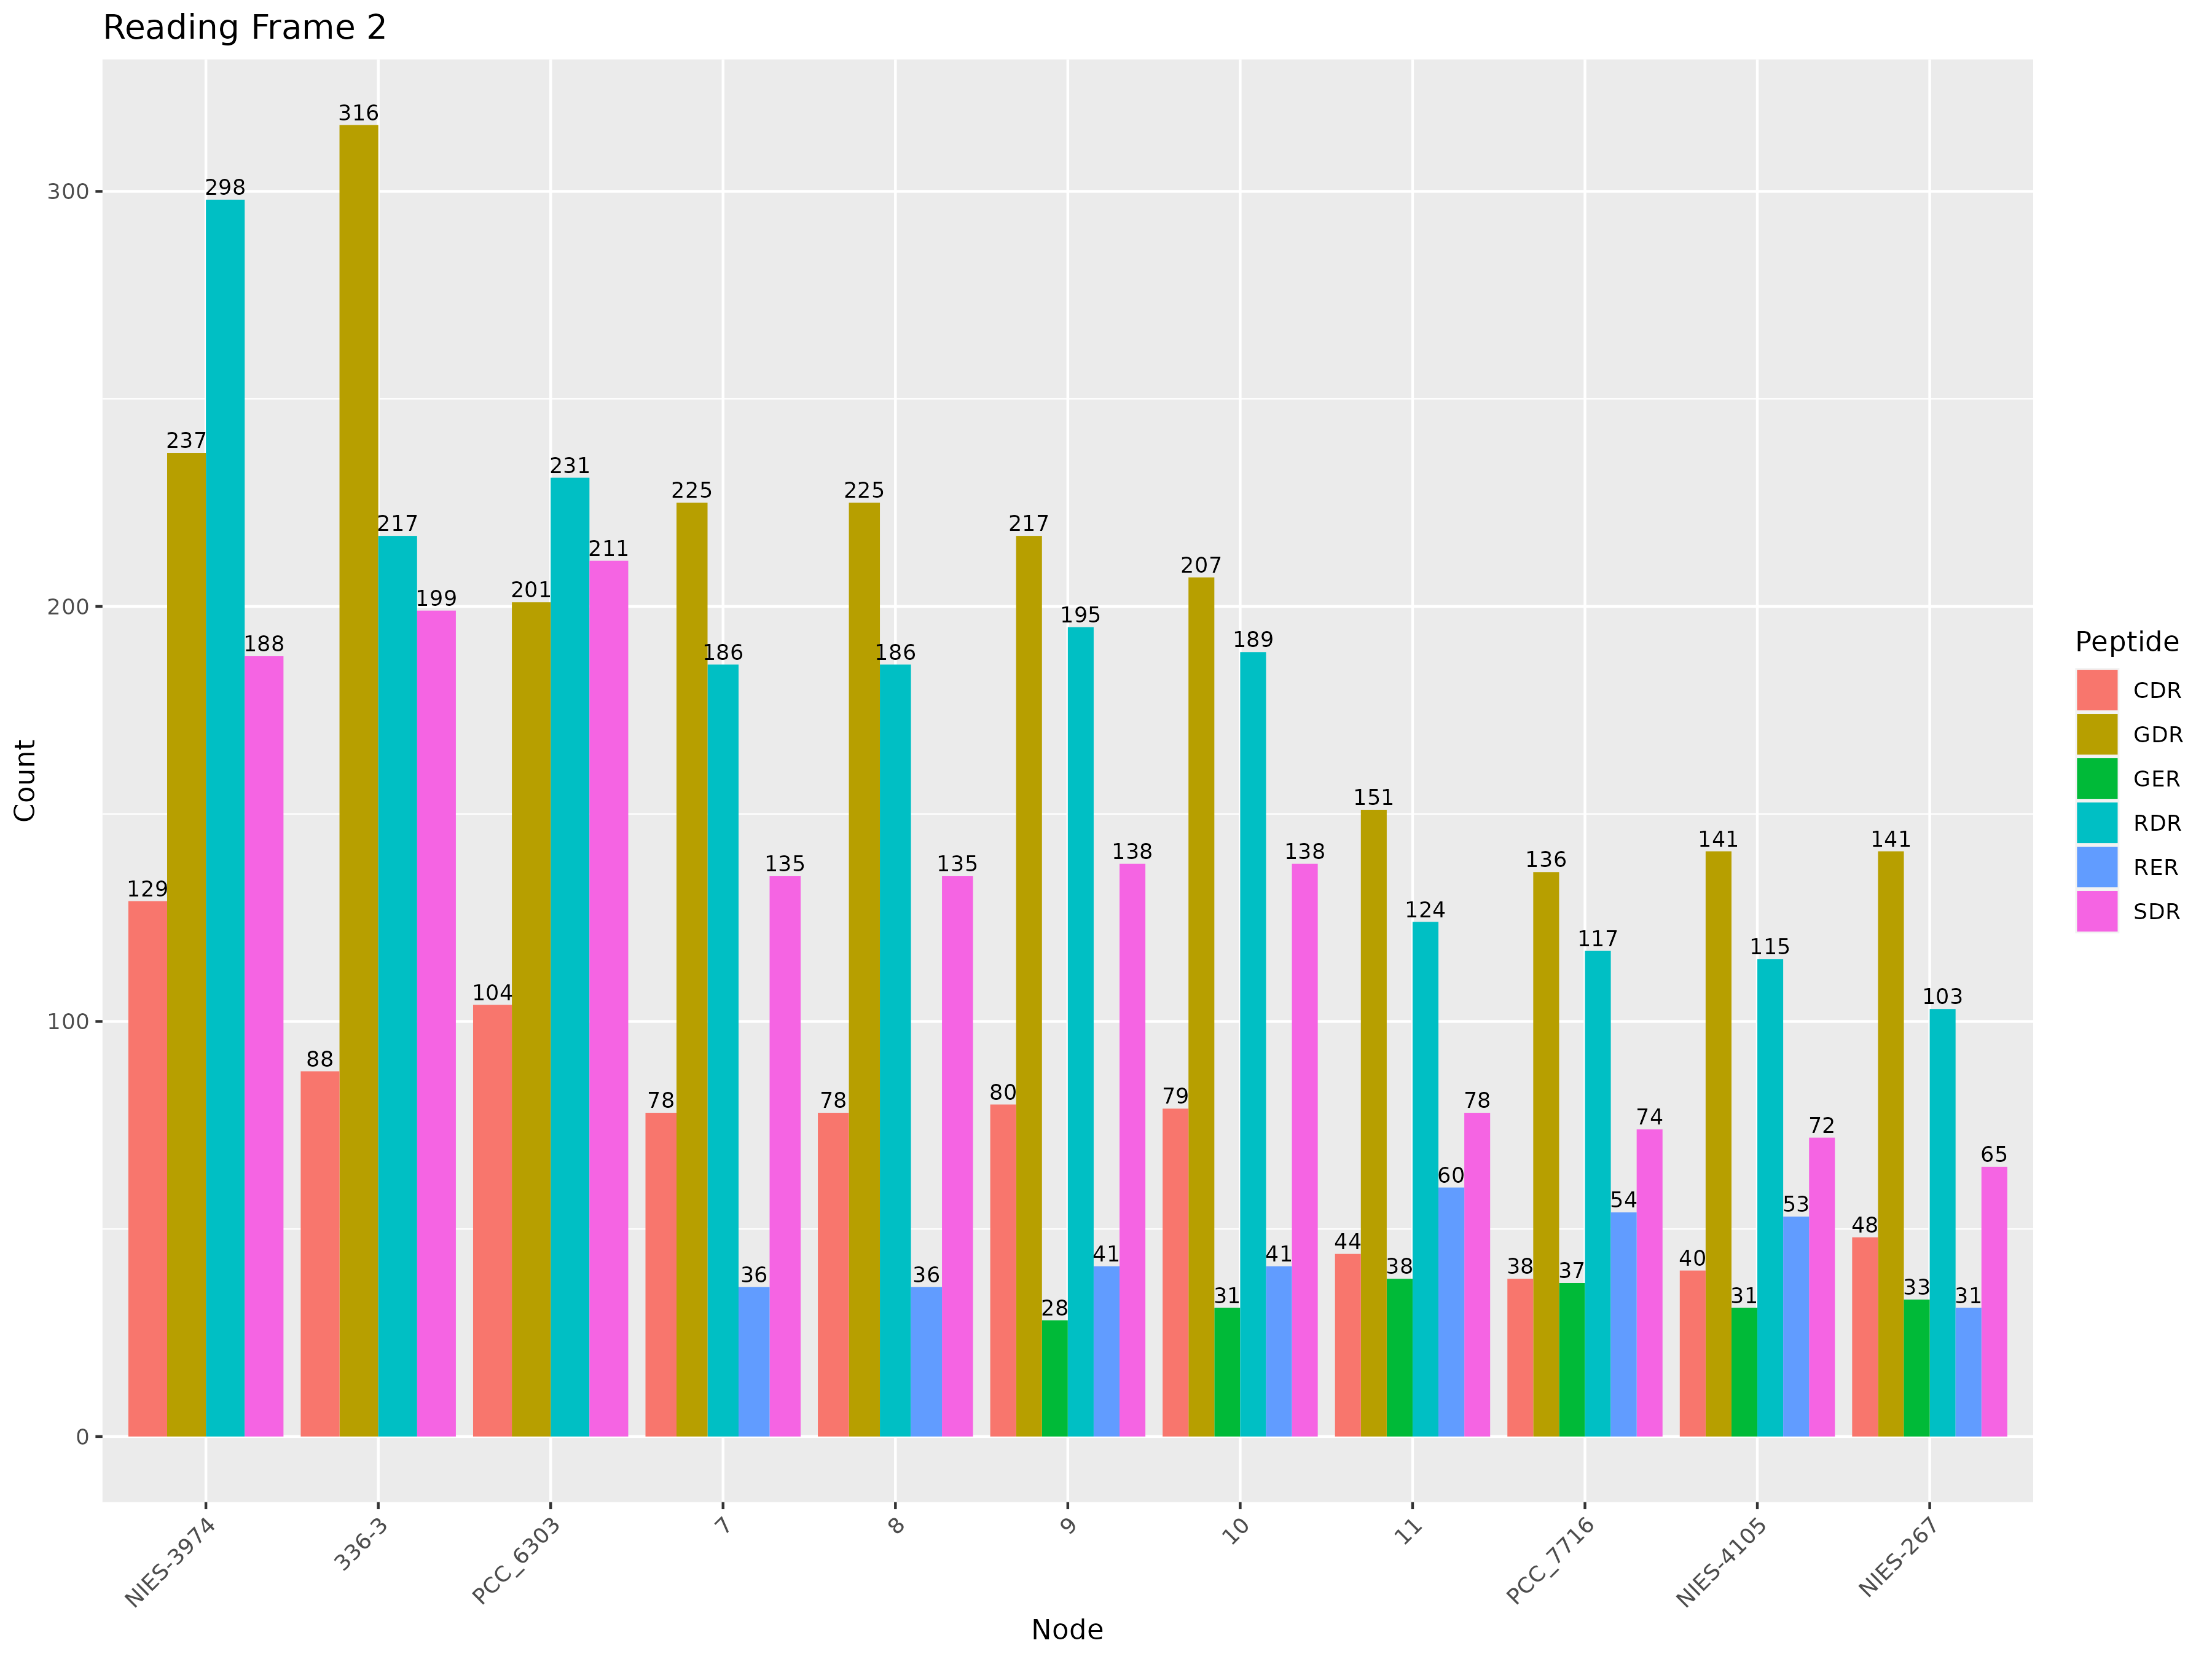 Reading Frame 2
Count
300
200
100
0
129 237 298 188
88 316 217 199
104 201 231 211
78 225 186 36 135
78 225 186 36 135
80 217 28 195 41 138
79 207 31 189 41 138
44 151 38 124 60 78
38 136 37 117 54 74
40 141 31 115 53 72
48 141 33 103 31 65
NIES-3974 336-3 PCC_6303 7 8 9 10 11 PCC_7716 NIES-4105 NIES-267
Node
Peptide
CDR
GDR
GER
RDR
RER
SDR